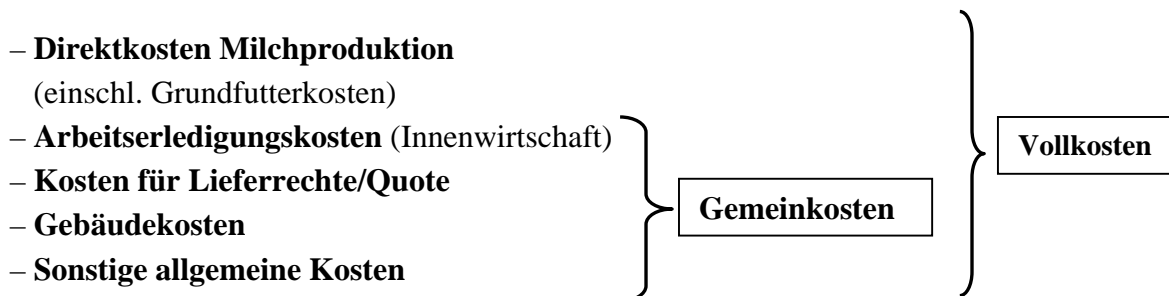 – Direktkosten Milchproduktion
(einschl. Grundfutterkosten)
– Arbeitserledigungskosten (Innenwirtschaft)
– Kosten für Lieferrechte/Quote
– Gebäudekosten
– Sonstige allgemeine Kosten
Gemeinkosten
Vollkosten